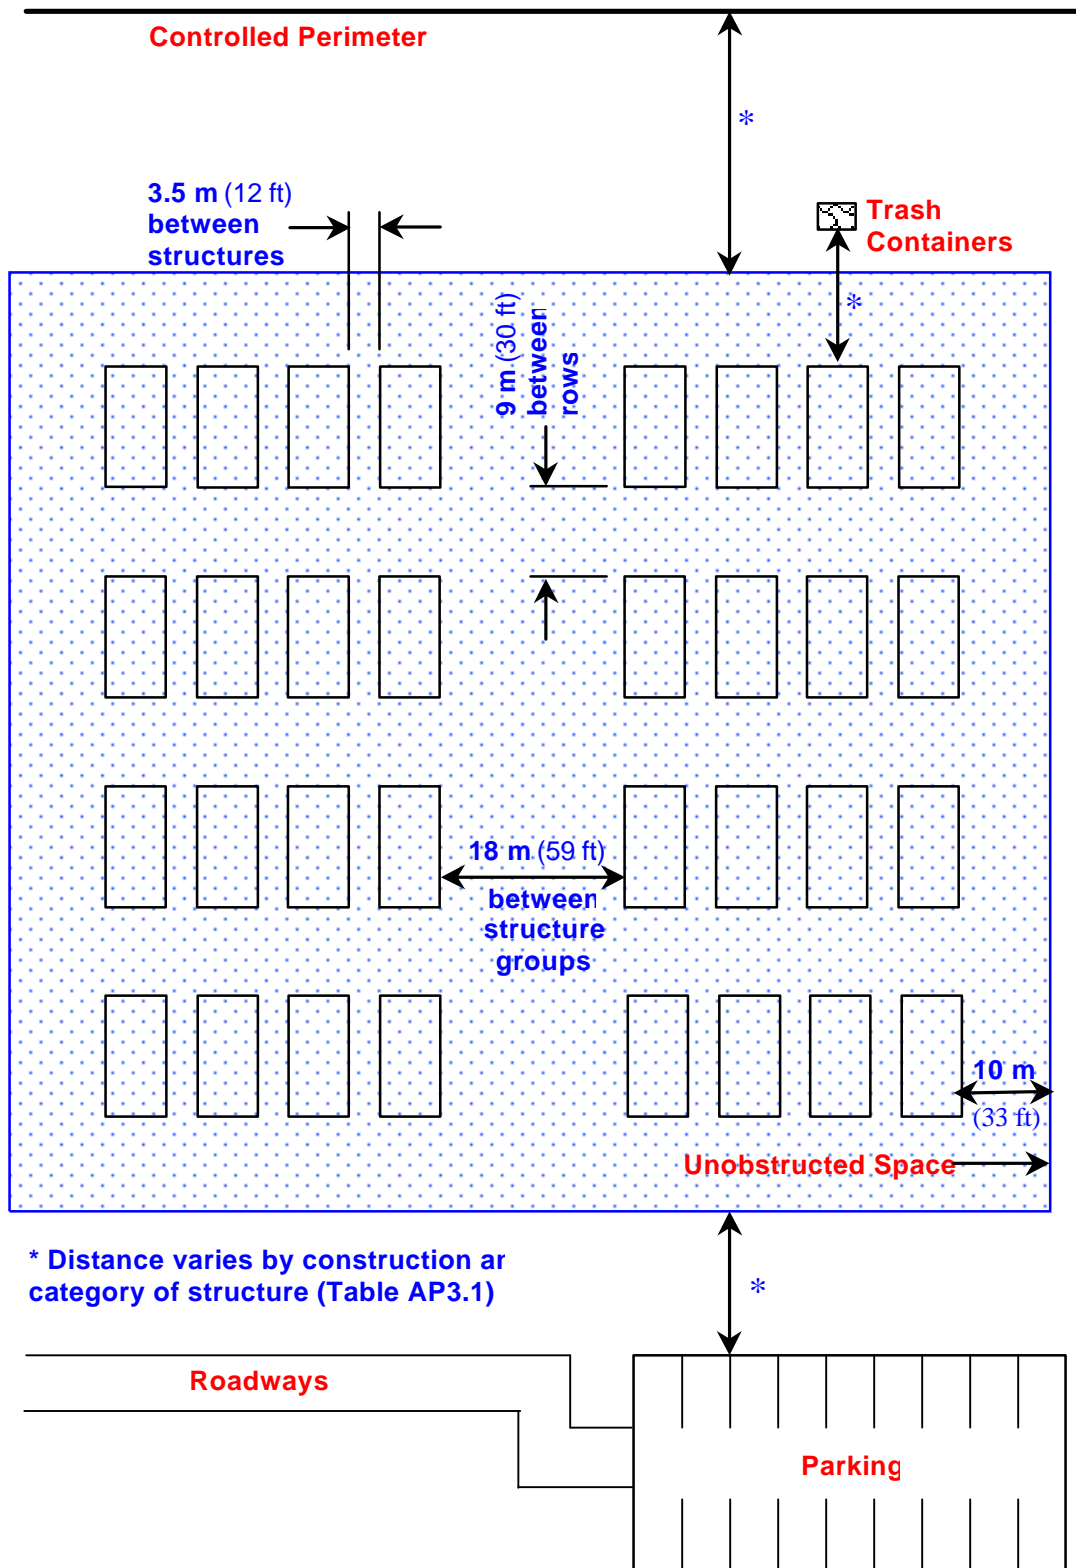 Controlled Perimeter
*
3.5 m (12 ft)
between
structures
Trash
Containers
*
9 m (30 ft)
between
rows
18 m (59 ft)
between
structure
groups
10 m
(33 ft)
Unobstructed Space
* Distance varies by construction ar
category of structure (Table AP3.1)
*
Roadways
Parking